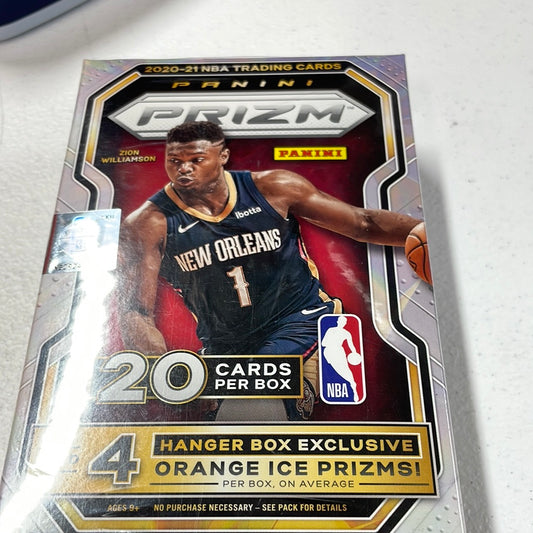 2020-21 NBA TRADING CARDS
PANINI
PRIZM
ZION
WILLIAMSON
PANINI
ibotta
NEW ORLEANS
1
20 CARDS
PER BOX
NBA
4 HANGER BOX EXCLUSIVE
ORANGE ICE PRIZMS!
PER BOX, ON AVERAGE
AGES 9+ NO PURCHASE NECESSARY – SEE PACK FOR DETAILS